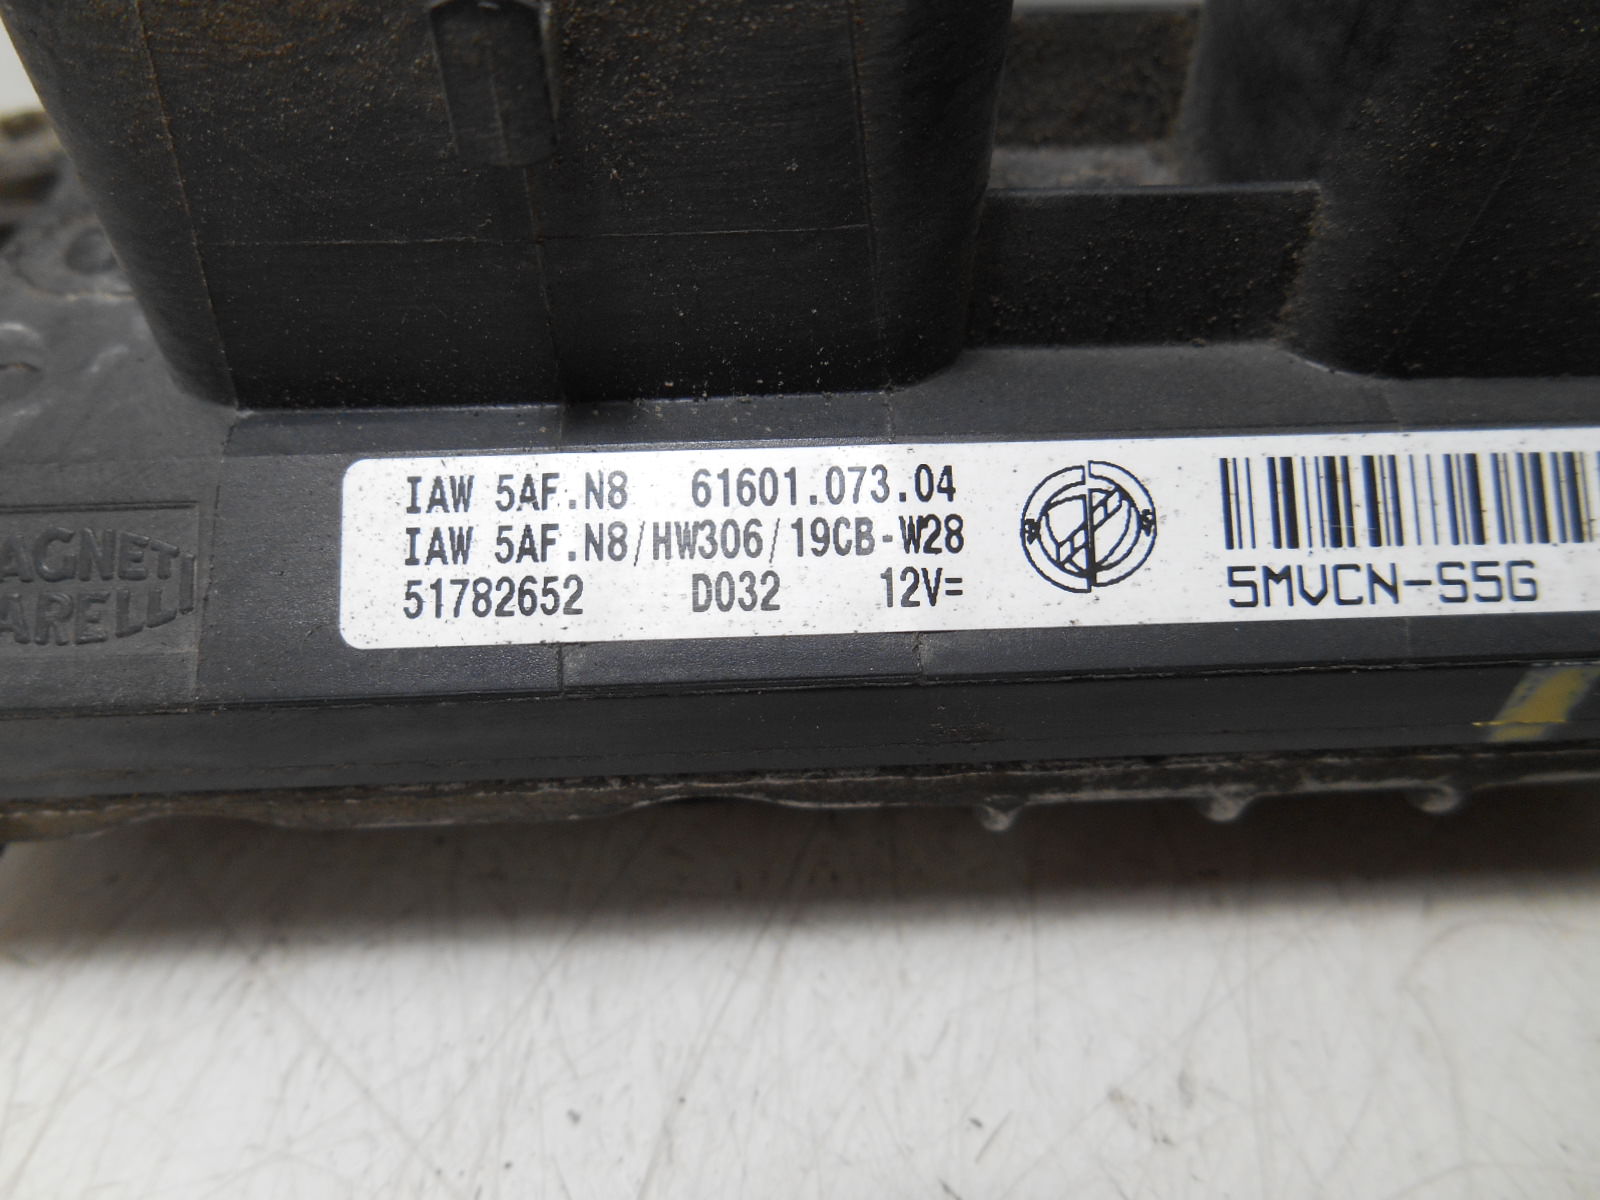 IAW 5AF.N8 61601.073.04
IAW 5AF.N8/HW306/19CB-W28
51782652 D032 12V=
5MVCN-S5G
AGNETI
ARELLI